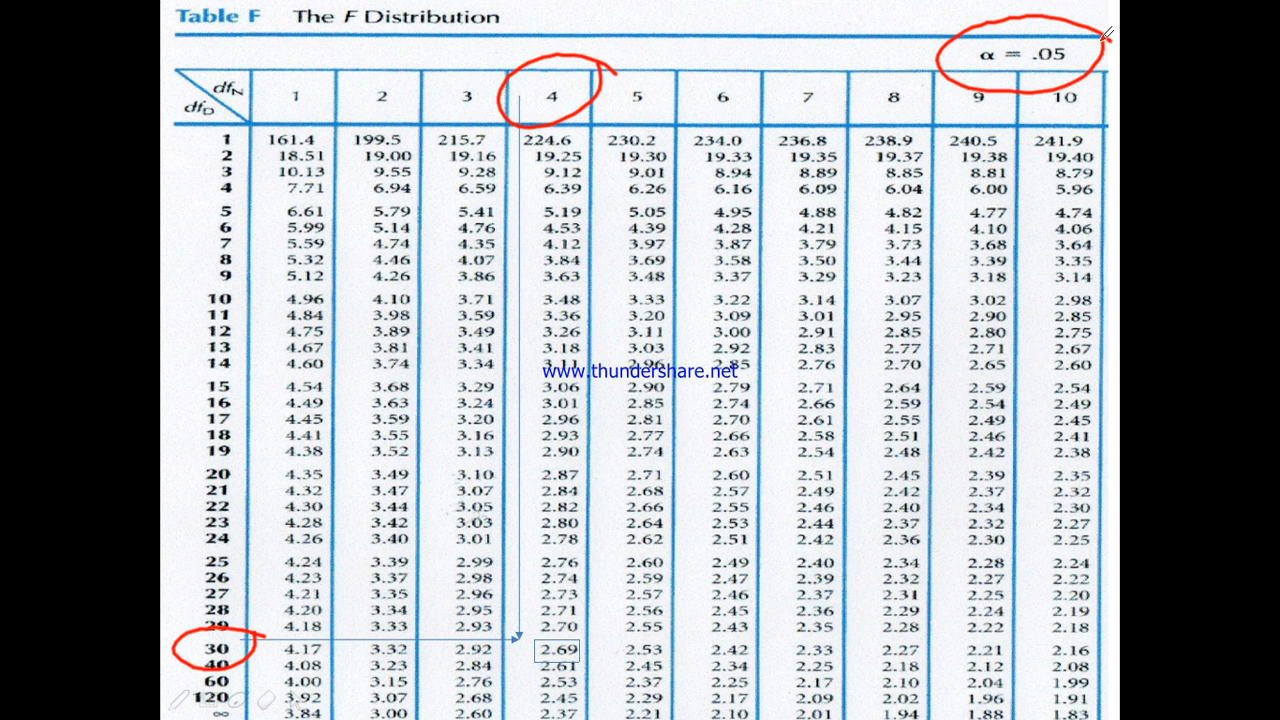 Table F The F Distribution
α = .05
dfN 1 2 3 4 5 6 7 8 9 10
dfD
1 161.4 199.5 215.7 224.6 230.2 234.0 236.8 238.9 240.5 241.9
2 18.51 19.00 19.16 19.25 19.30 19.33 19.35 19.37 19.38 19.40
3 10.13 9.55 9.28 9.12 9.01 8.94 8.89 8.85 8.81 8.79
4 7.71 6.94 6.59 6.39 6.26 6.16 6.09 6.04 6.00 5.96
5 6.61 5.79 5.41 5.19 5.05 4.95 4.88 4.82 4.77 4.74
6 5.99 5.14 4.76 4.53 4.39 4.28 4.21 4.15 4.10 4.06
7 5.59 4.74 4.35 4.12 3.97 3.87 3.79 3.73 3.68 3.64
8 5.32 4.46 4.07 3.84 3.69 3.58 3.50 3.44 3.39 3.35
9 5.12 4.26 3.86 3.63 3.48 3.37 3.29 3.23 3.18 3.14
10 4.96 4.10 3.71 3.48 3.33 3.22 3.14 3.07 3.02 2.98
11 4.84 3.98 3.59 3.36 3.20 3.09 3.01 2.95 2.90 2.85
12 4.75 3.89 3.49 3.26 3.11 3.00 2.91 2.85 2.80 2.75
13 4.67 3.81 3.41 3.18 3.03 2.92 2.83 2.77 2.71 2.67
14 4.60 3.74 3.34 3.11 2.96 2.85 2.76 2.70 2.65 2.60
www.thundershare.net
15 4.54 3.68 3.29 3.06 2.90 2.79 2.71 2.64 2.59 2.54
16 4.49 3.63 3.24 3.01 2.85 2.74 2.66 2.59 2.54 2.49
17 4.45 3.59 3.20 2.96 2.81 2.70 2.61 2.55 2.49 2.45
18 4.41 3.55 3.16 2.93 2.77 2.66 2.58 2.51 2.46 2.41
19 4.38 3.52 3.13 2.90 2.74 2.63 2.54 2.48 2.42 2.38
20 4.35 3.49 3.10 2.87 2.71 2.60 2.51 2.45 2.39 2.35
21 4.32 3.47 3.07 2.84 2.68 2.57 2.49 2.42 2.37 2.32
22 4.30 3.44 3.05 2.82 2.66 2.55 2.46 2.40 2.34 2.30
23 4.28 3.42 3.03 2.80 2.64 2.53 2.44 2.37 2.32 2.27
24 4.26 3.40 3.01 2.78 2.62 2.51 2.42 2.36 2.30 2.25
25 4.24 3.39 2.99 2.76 2.60 2.49 2.40 2.34 2.28 2.24
26 4.23 3.37 2.98 2.74 2.59 2.47 2.39 2.32 2.27 2.22
27 4.21 3.35 2.96 2.73 2.57 2.46 2.37 2.31 2.25 2.20
28 4.20 3.34 2.95 2.71 2.56 2.45 2.36 2.29 2.24 2.19
29 4.18 3.33 2.93 2.70 2.55 2.43 2.35 2.28 2.22 2.18
30 4.17 3.32 2.92 2.69 2.53 2.42 2.33 2.27 2.21 2.16
40 4.08 3.23 2.84 2.61 2.45 2.34 2.25 2.18 2.12 2.08
60 4.00 3.15 2.76 2.53 2.37 2.25 2.17 2.10 2.04 1.99
120 3.92 3.07 2.68 2.45 2.29 2.17 2.09 2.02 1.96 1.91
∞ 3.84 3.00 2.60 2.37 2.21 2.10 2.01 1.94 1.88 1.83